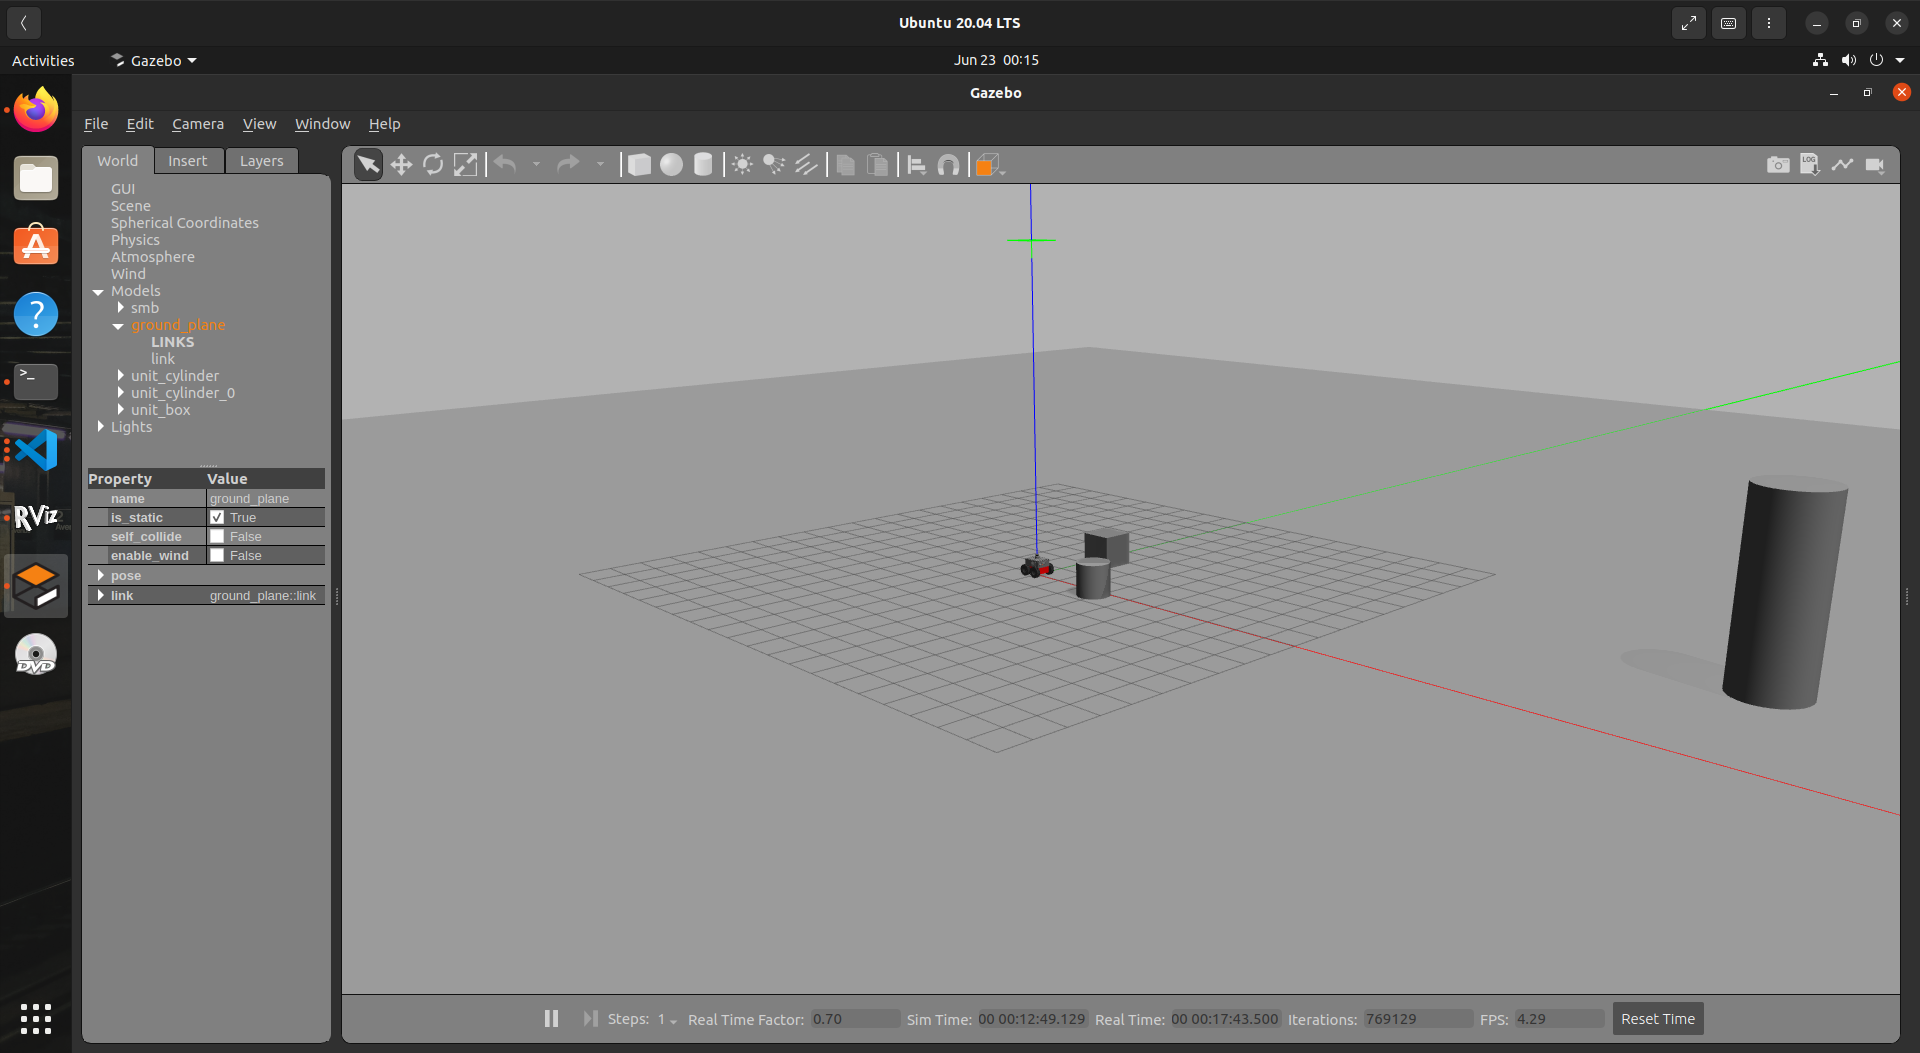 Ubuntu 20.04 LTS
Activities
Gazebo
Jun 23 00:15
Gazebo
File Edit Camera View Window Help
World Insert Layers
GUI
Scene
Spherical Coordinates
Physics
Atmosphere
Wind
Models
smb
ground_plane
LINKS
link
unit_cylinder
unit_cylinder_0
unit_box
Lights
Property Value
name ground_plane
is_static True
self_collide False
enable_wind False
pose
link ground_plane::link
LOG
>_
?
RViz
DVD
Steps: 1 Real Time Factor: 0.70 Sim Time: 00 00:12:49.129 Real Time: 00 00:17:43.500 Iterations: 769129 FPS: 4.29 Reset Time